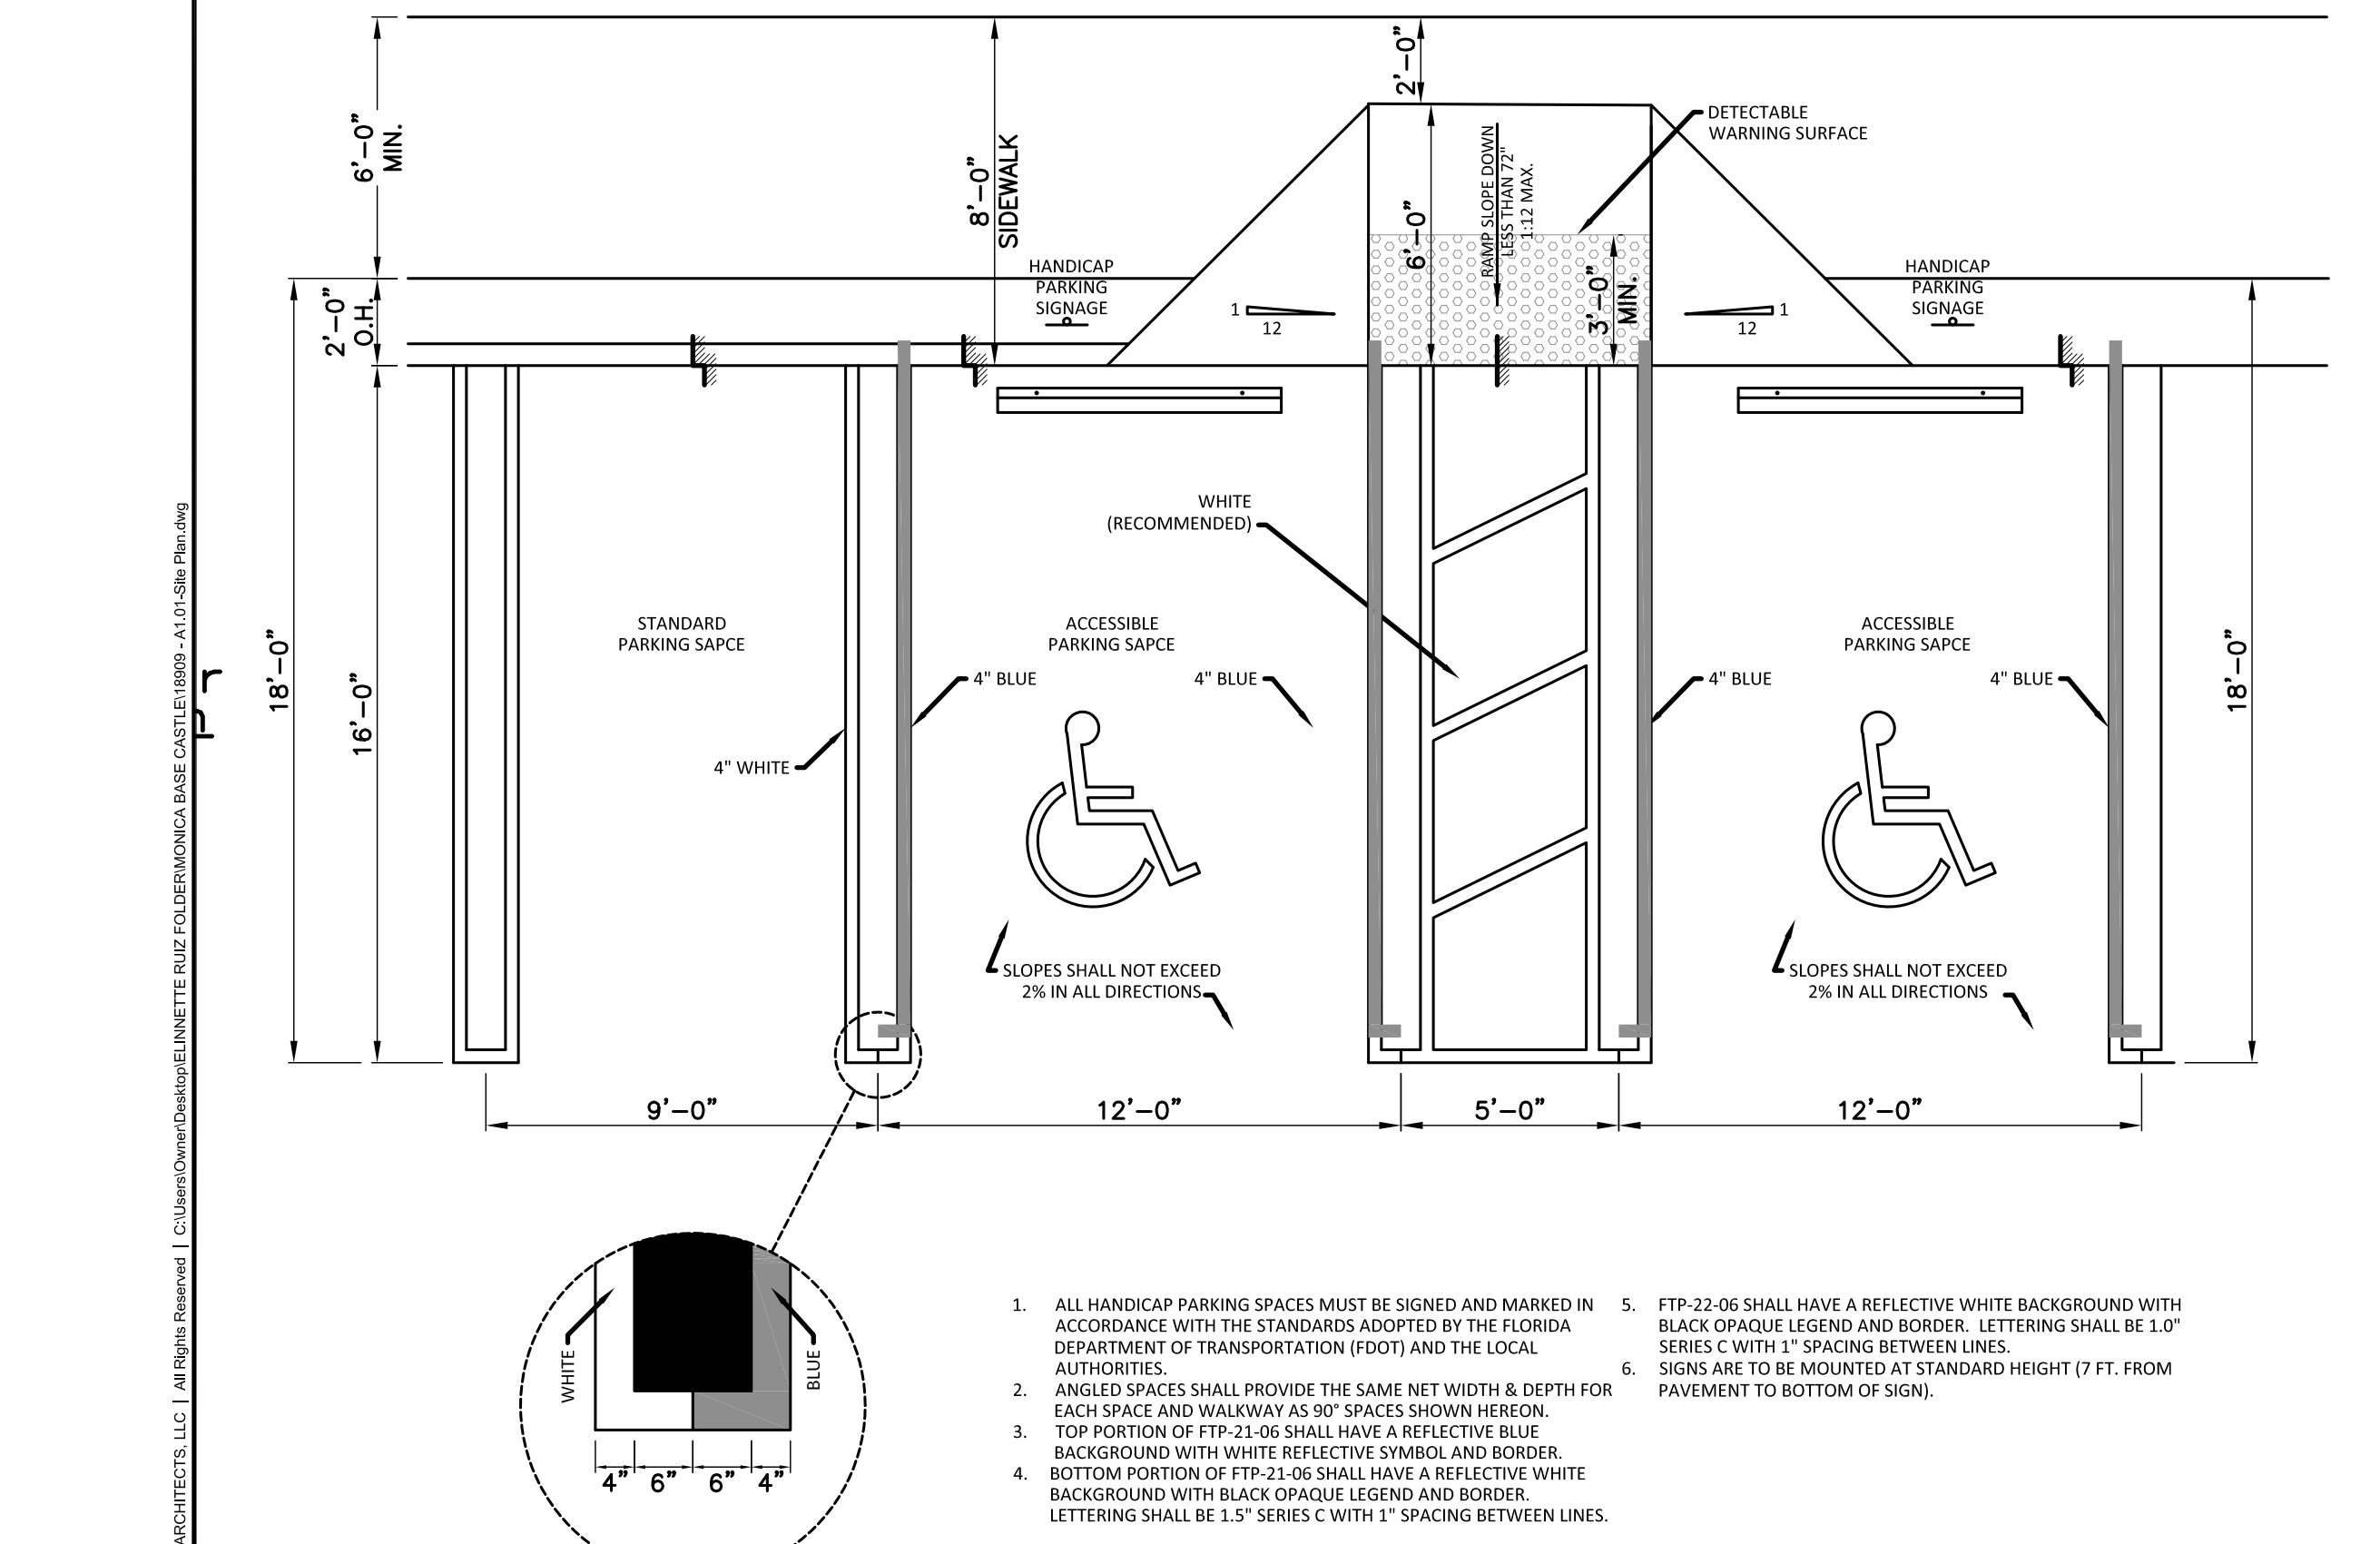 2’-0”
6’-0”
MIN.
8’-0”
SIDEWALK
DETECTABLE
WARNING SURFACE
RAMP SLOPE DOWN
LESS THAN 72"
1:12 MAX.
6’-0”
3’-0”
MIN.
HANDICAP
PARKING
SIGNAGE
HANDICAP
PARKING
SIGNAGE
2’-0”
O.H.
1
12
1
12
WHITE
(RECOMMENDED)
18’-0”
16’-0”
STANDARD
PARKING SAPCE
ACCESSIBLE
PARKING SAPCE
ACCESSIBLE
PARKING SAPCE
18’-0”
4" BLUE
4" BLUE
4" BLUE
4" BLUE
4" WHITE
SLOPES SHALL NOT EXCEED
2% IN ALL DIRECTIONS
SLOPES SHALL NOT EXCEED
2% IN ALL DIRECTIONS
9’-0”
12’-0”
5’-0”
12’-0”
WHITE
BLUE
4”
6”
6”
4”
1. ALL HANDICAP PARKING SPACES MUST BE SIGNED AND MARKED IN
ACCORDANCE WITH THE STANDARDS ADOPTED BY THE FLORIDA
DEPARTMENT OF TRANSPORTATION (FDOT) AND THE LOCAL
AUTHORITIES.
2. ANGLED SPACES SHALL PROVIDE THE SAME NET WIDTH & DEPTH FOR
EACH SPACE AND WALKWAY AS 90° SPACES SHOWN HEREON.
3. TOP PORTION OF FTP-21-06 SHALL HAVE A REFLECTIVE BLUE
BACKGROUND WITH WHITE REFLECTIVE SYMBOL AND BORDER.
4. BOTTOM PORTION OF FTP-21-06 SHALL HAVE A REFLECTIVE WHITE
BACKGROUND WITH BLACK OPAQUE LEGEND AND BORDER.
LETTERING SHALL BE 1.5" SERIES C WITH 1" SPACING BETWEEN LINES.
5. FTP-22-06 SHALL HAVE A REFLECTIVE WHITE BACKGROUND WITH
BLACK OPAQUE LEGEND AND BORDER. LETTERING SHALL BE 1.0"
SERIES C WITH 1" SPACING BETWEEN LINES.
6. SIGNS ARE TO BE MOUNTED AT STANDARD HEIGHT (7 FT. FROM
PAVEMENT TO BOTTOM OF SIGN).
ARCHITECTS, LLC | All Rights Reserved | C:\Users\Owner\Desktop\ELINNETTE RUIZ FOLDER\MONICA BASE CASTLE\18909 - A1.01-Site Plan.dwg